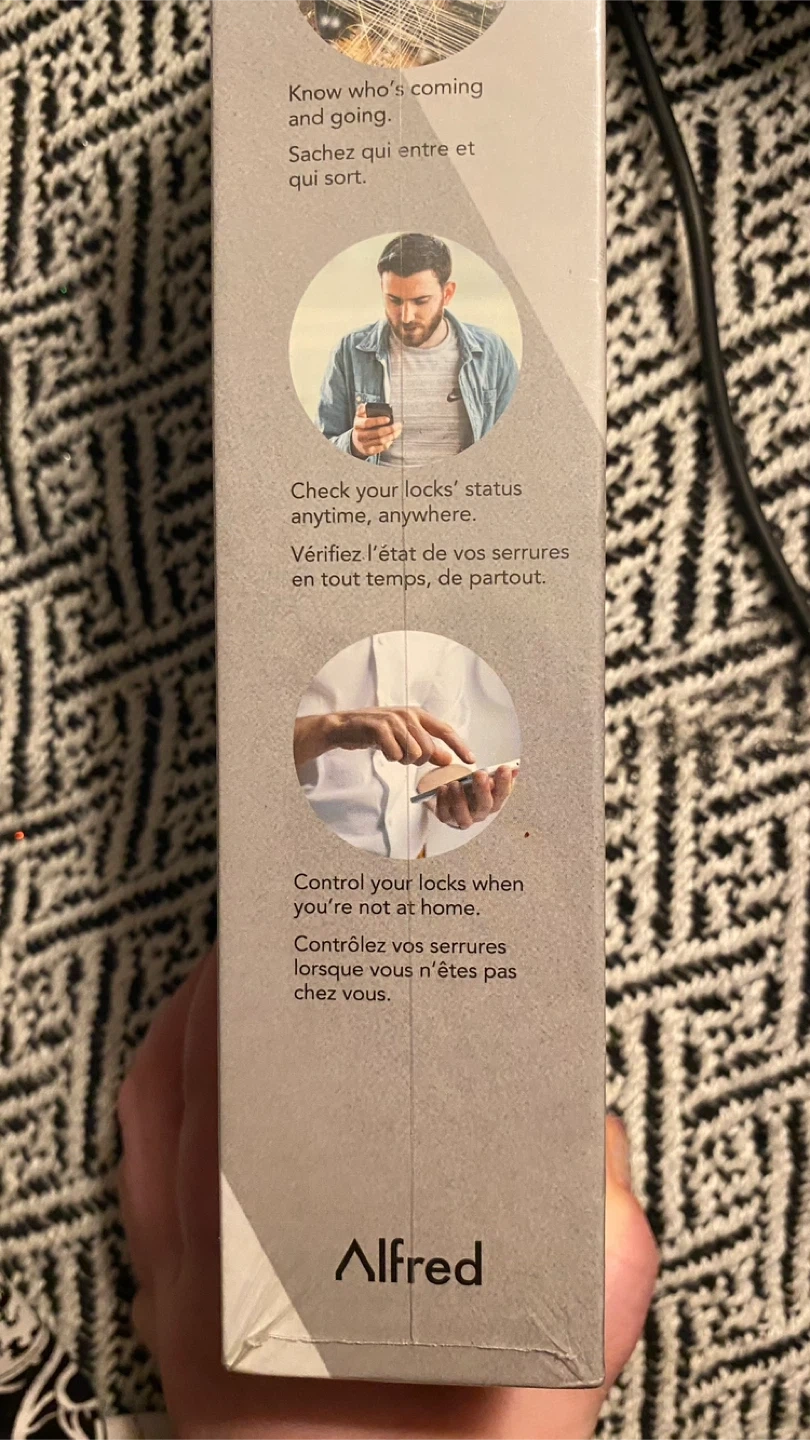 Know who's coming
and going.
Sachez qui entre et
qui sort.
Check your locks' status
anytime, anywhere.
Vérifiez l'état de vos serrures
en tout temps, de partout.
Control your locks when
you're not at home.
Contrôlez vos serrures
lorsque vous n'êtes pas
chez vous.
Alfred